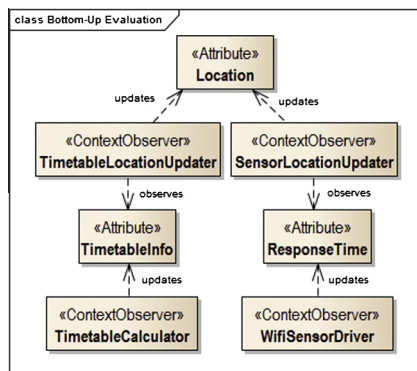 class Bottom-Up Evaluation
«Attribute»
Location
updates
updates
«ContextObserver»
TimetableLocationUpdater
«ContextObserver»
SensorLocationUpdater
observes
observes
«Attribute»
TimetableInfo
«Attribute»
ResponseTime
updates
updates
«ContextObserver»
TimetableCalculator
«ContextObserver»
WifiSensorDriver